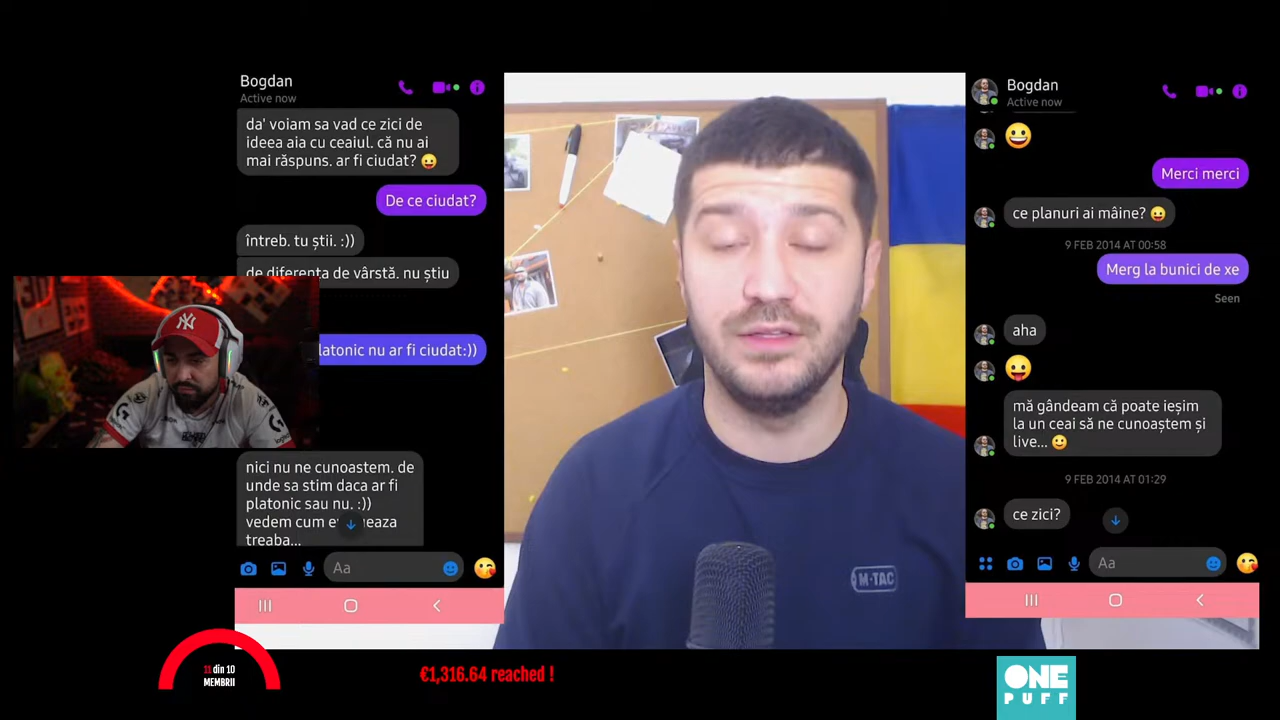 Bogdan
Active now
da' voiam sa vad ce zici de
ideea aia cu ceaiul. că nu ai
mai răspuns. ar fi ciudat? 😜
De ce ciudat?
întreb. tu știi. :))
de diferența de vârstă. nu știu
latonic nu ar fi ciudat:))
nici nu ne cunoastem. de
unde sa stim daca ar fi
platonic sau nu. :))
vedem cum ev eaza
treaba...
Aa
NY
M-TAC
Bogdan
Active now
😀
Merci merci
ce planuri ai mâine? 😜
9 FEB 2014 AT 00:58
Merg la bunici de xe
Seen
aha
😛
mă gândeam că poate ieșim
la un ceai să ne cunoaștem și
live... 😀
9 FEB 2014 AT 01:29
ce zici?
Aa
11 din 10
MEMBRII
€1,316.64 reached !
ONE
PUFF